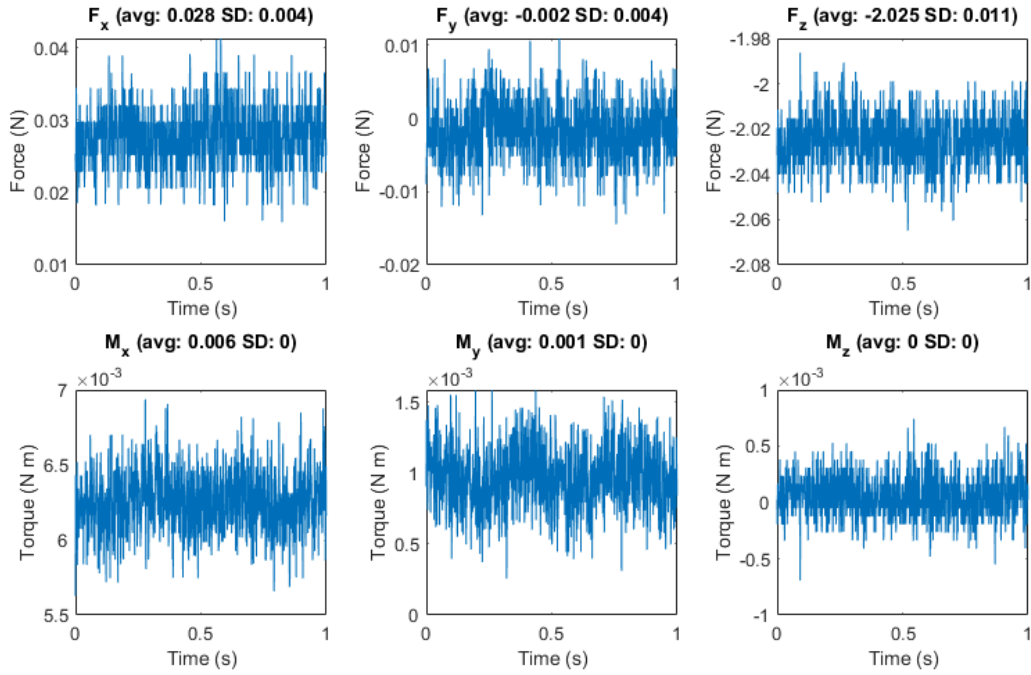 F_x (avg: 0.028 SD: 0.004)
0.04
0.03
0.02
0.01
Force (N)
0 0.5 1
Time (s)
F_y (avg: -0.002 SD: 0.004)
0.01
0
-0.01
-0.02
Force (N)
0 0.5 1
Time (s)
F_z (avg: -2.025 SD: 0.011)
-1.98
-2
-2.02
-2.04
-2.06
-2.08
Force (N)
0 0.5 1
Time (s)
M_x (avg: 0.006 SD: 0)
×10⁻³
7
6.5
6
5.5
Torque (N m)
0 0.5 1
Time (s)
M_y (avg: 0.001 SD: 0)
×10⁻³
1.5
1
0.5
0
Torque (N m)
0 0.5 1
Time (s)
M_z (avg: 0 SD: 0)
×10⁻³
1
0.5
0
-0.5
-1
Torque (N m)
0 0.5 1
Time (s)